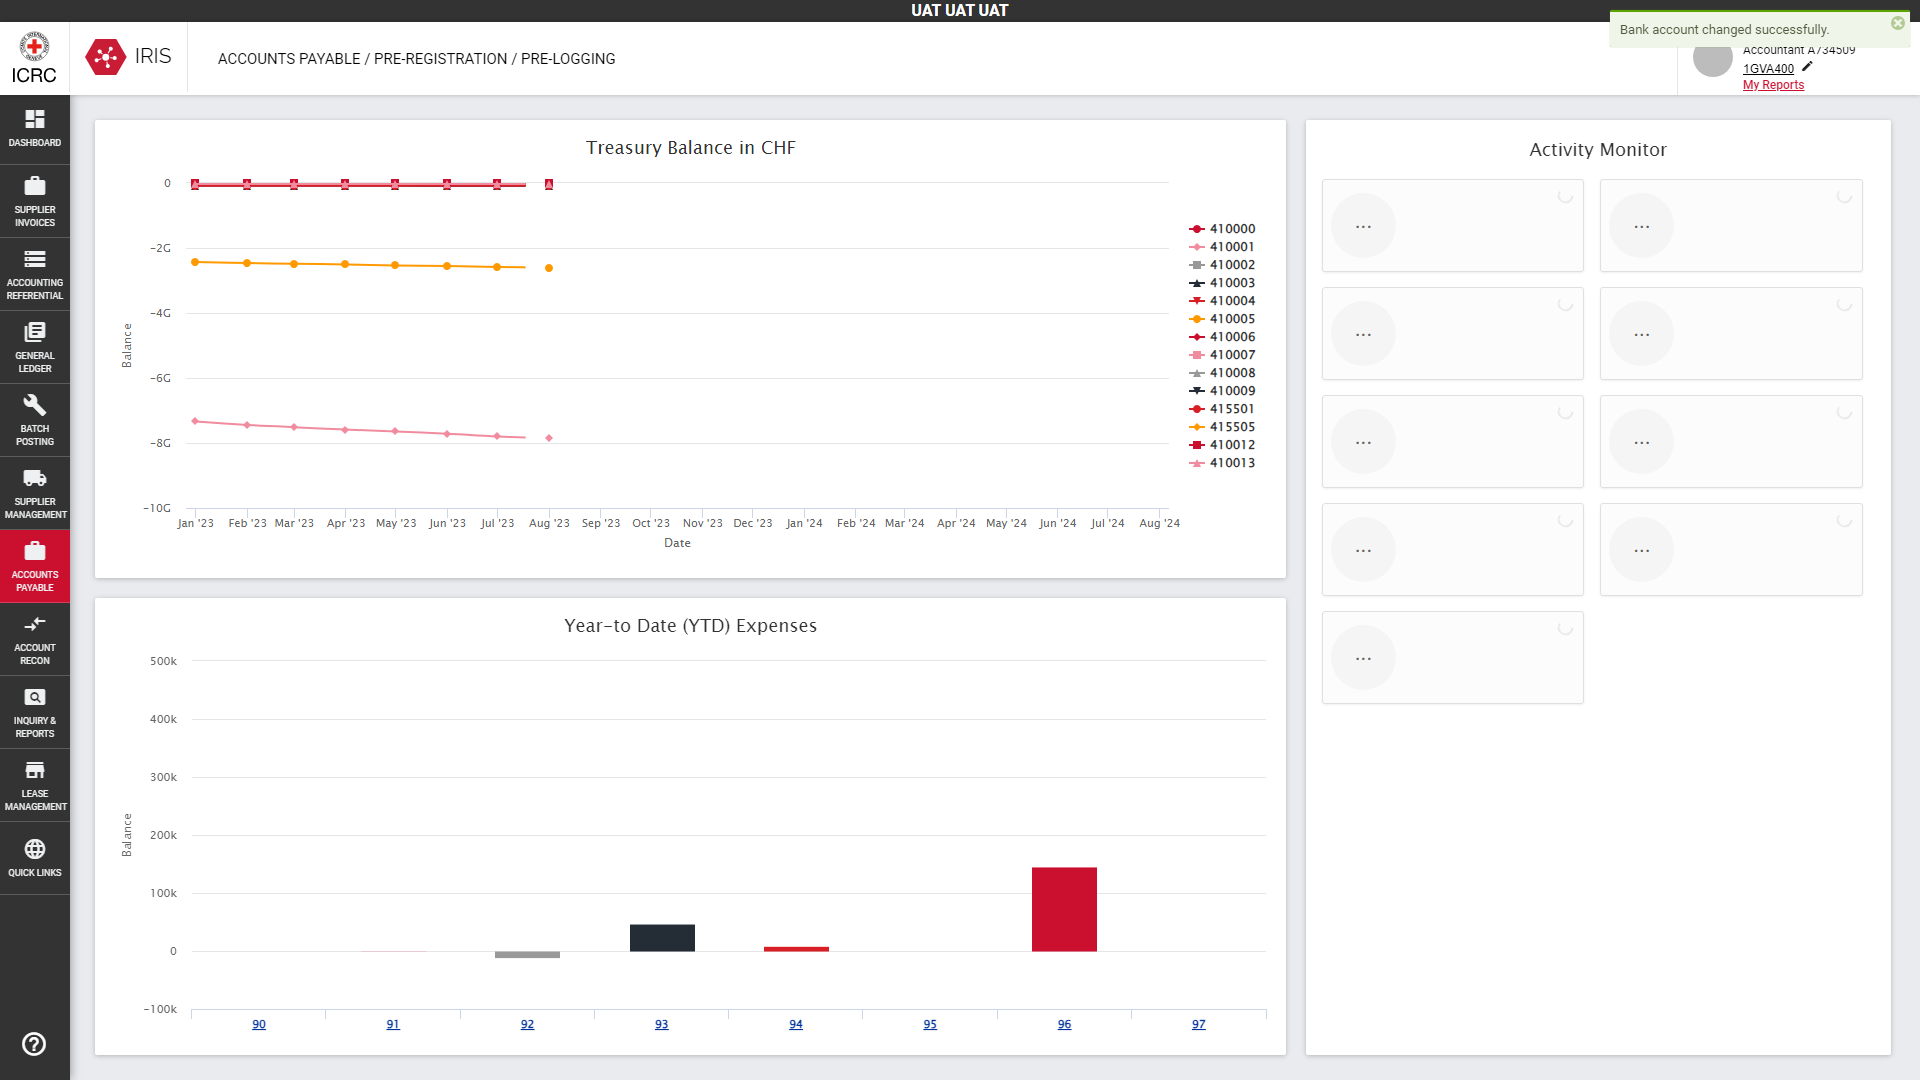 UAT UAT UAT
ICRC
IRIS
ACCOUNTS PAYABLE / PRE-REGISTRATION / PRE-LOGGING
Bank account changed successfully.
Accountant A734509
1GVA400
My Reports
DASHBOARD
SUPPLIER
INVOICES
ACCOUNTING
REFERENTIAL
GENERAL
LEDGER
BATCH
POSTING
SUPPLIER
MANAGEMENT
ACCOUNTS
PAYABLE
ACCOUNT
RECON
INQUIRY &
REPORTS
LEASE
MANAGEMENT
QUICK LINKS
Treasury Balance in CHF
Balance
0
-2G
-4G
-6G
-8G
-10G
Jan '23 Feb '23 Mar '23 Apr '23 May '23 Jun '23 Jul '23 Aug '23 Sep '23 Oct '23 Nov '23 Dec '23 Jan '24 Feb '24 Mar '24 Apr '24 May '24 Jun '24 Jul '24 Aug '24
Date
410000
410001
410002
410003
410004
410005
410006
410007
410008
410009
415501
415505
410012
410013
Year-to Date (YTD) Expenses
Balance
500k
400k
300k
200k
100k
0
-100k
90 91 92 93 94 95 96 97
Activity Monitor
... ...
... ...
... ...
... ...
...